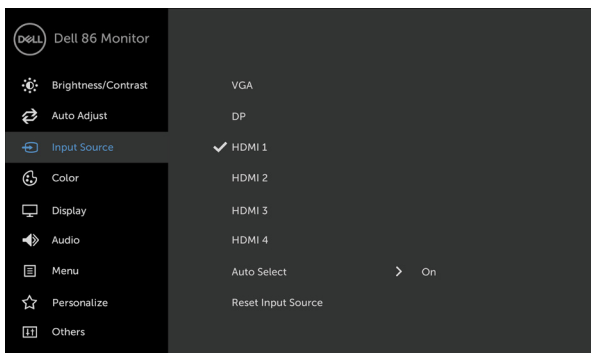 DELL
Dell 86 Monitor
Brightness/Contrast
Auto Adjust
Input Source
Color
Display
Audio
Menu
Personalize
Others
VGA
DP
HDMI 1
HDMI 2
HDMI 3
HDMI 4
Auto Select > On
Reset Input Source